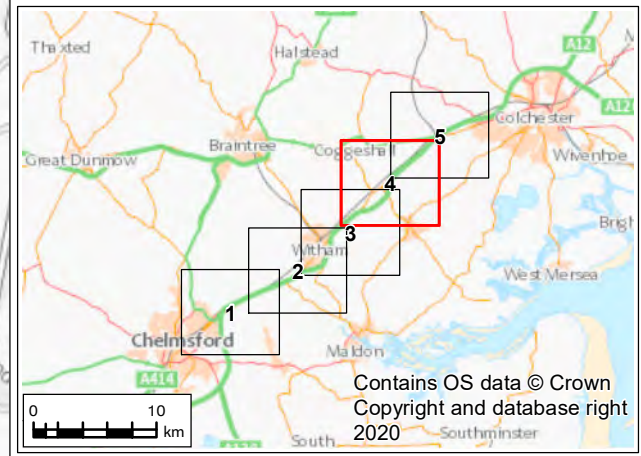 Thaxted
Halstead
A12
Colchester
A12
Braintree
Coggeshall
5
Great Dunmow
Wivenhoe
4
3
Brigh
Witham
2
West Mersea
1
Chelmsford
Maldon
A414
Contains OS data © Crown
Copyright and database right
2020
0 10
km
South
Southminster